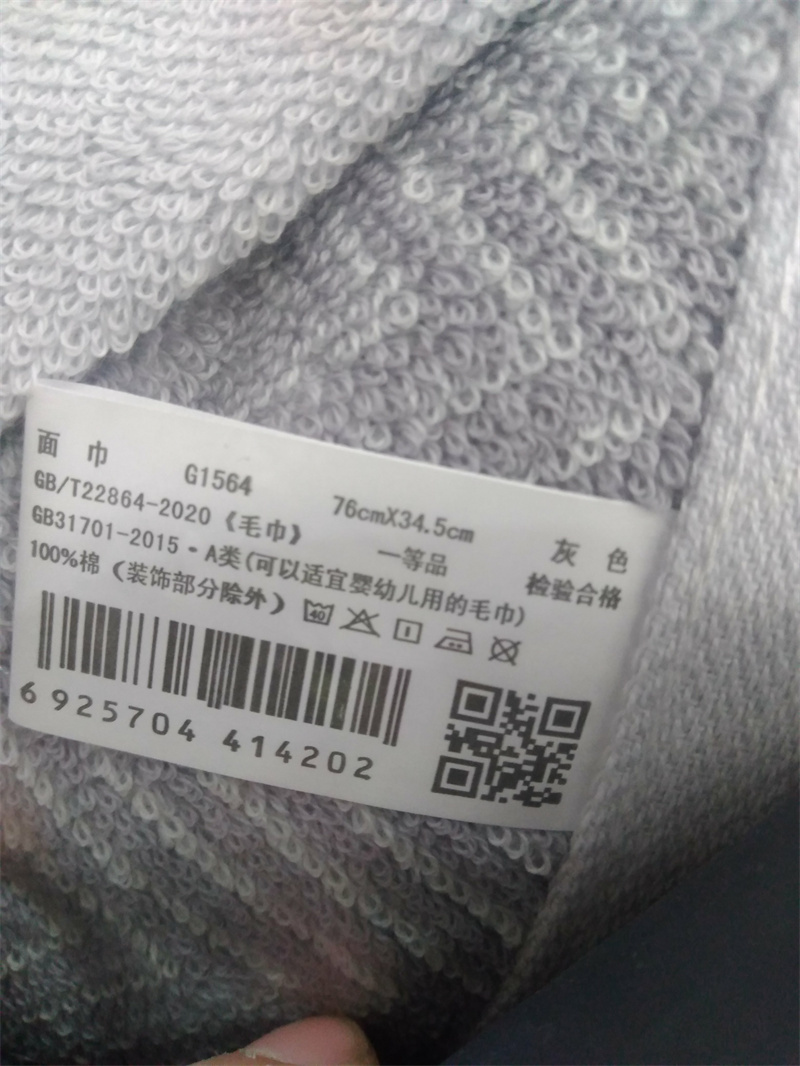 面 巾 G1564 76cmX34.5cm 灰 色
GB/T22864-2020《毛巾》 一等品 检验合格
GB31701-2015·A类(可以适宜婴幼儿用的毛巾)
100%棉（装饰部分除外） 40
6 925704 414202